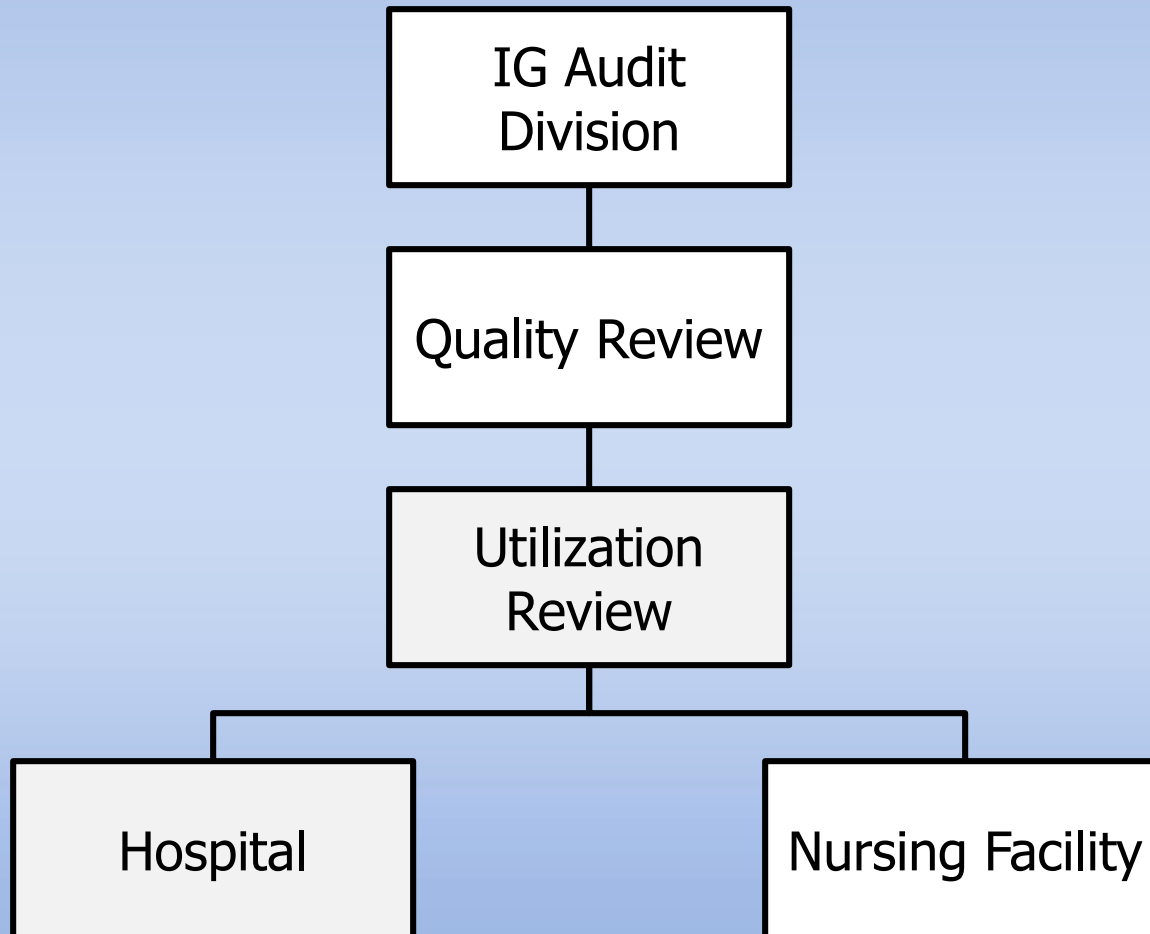 IG Audit
Division
Quality Review
Utilization
Review
Hospital
Nursing Facility